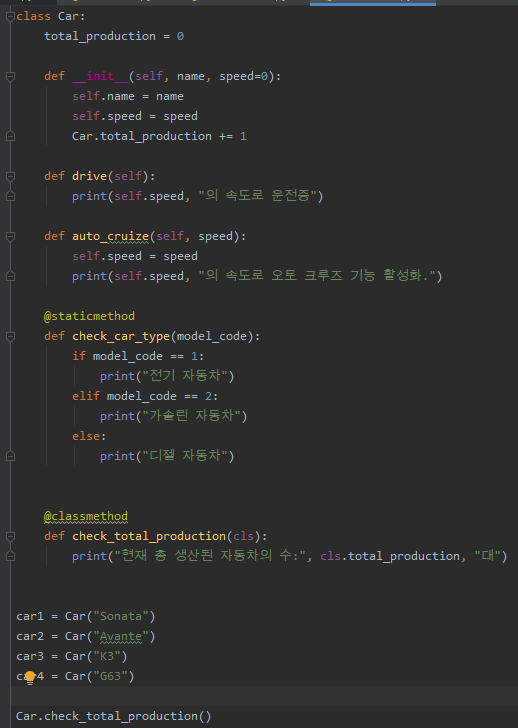 class Car:
    total_production = 0
    def __init__(self, name, speed=0):
        self.name = name
        self.speed = speed
        Car.total_production += 1
    def drive(self):
        print(self.speed, "의 속도로 운전중")
    def auto_cruize(self, speed):
        self.speed = speed
        print(self.speed, "의 속도로 오토 크루즈 기능 활성화.")
    @staticmethod
    def check_car_type(model_code):
        if model_code == 1:
            print("전기 자동차")
        elif model_code == 2:
            print("가솔린 자동차")
        else:
            print("디젤 자동차")
    @classmethod
    def check_total_production(cls):
        print("현재 총 생산된 자동차의 수:", cls.total_production, "대")
car1 = Car("Sonata")
car2 = Car("Avante")
car3 = Car("K3")
car4 = Car("G63")
Car.check_total_production()